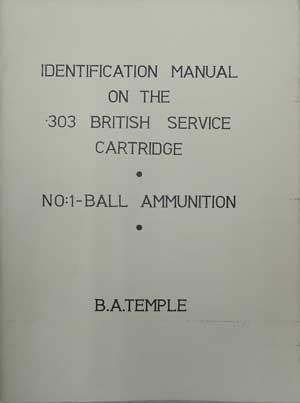 IDENTIFICATION MANUAL
ON THE
·303 BRITISH SERVICE
CARTRIDGE
•
NO:1-BALL AMMUNITION
•
B.A.TEMPLE